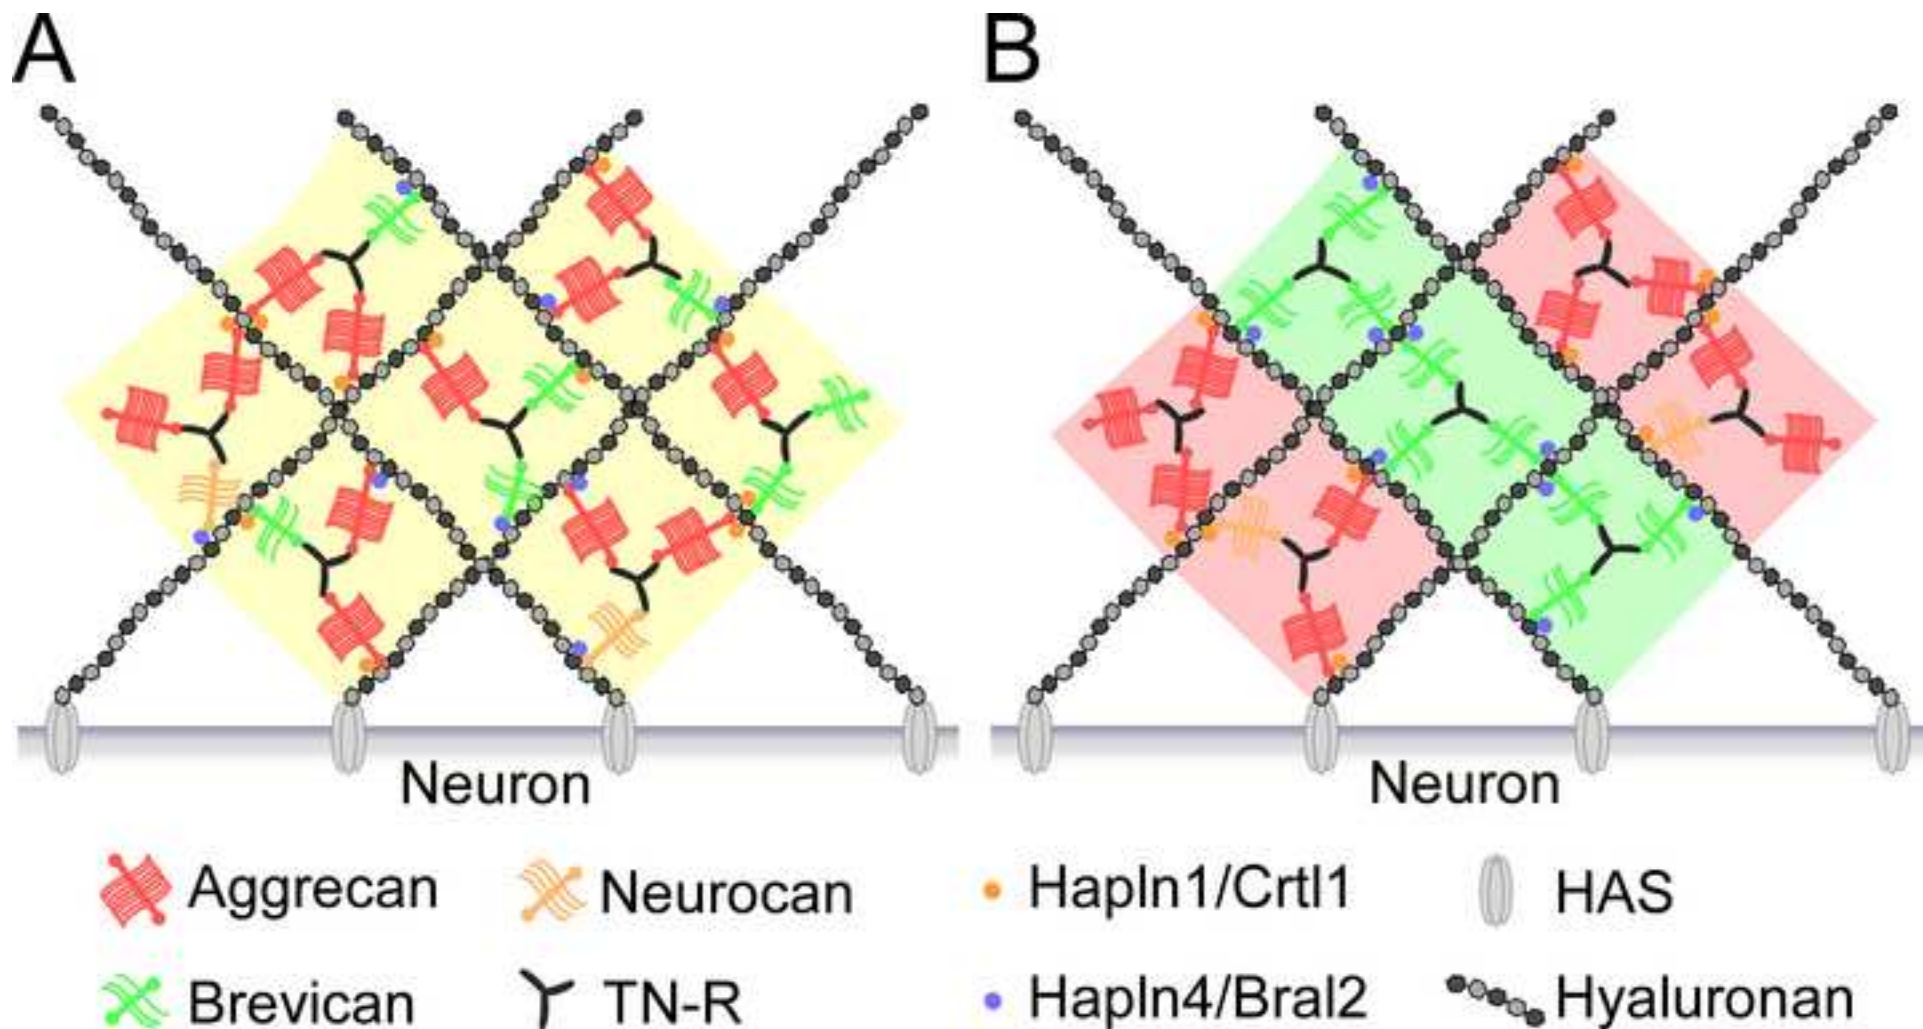 A B
Neuron Neuron
Aggrecan Neurocan Hapln1/Crtl1 HAS
Brevican TN-R Hapln4/Bral2 Hyaluronan